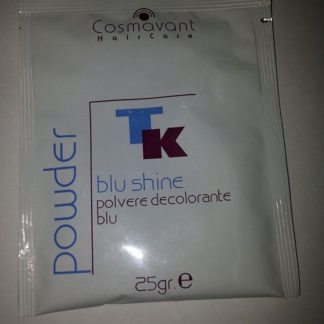 Cosmavant
HairCare
powder
TK
blu shine
polvere decolorante
blu
25gr.e